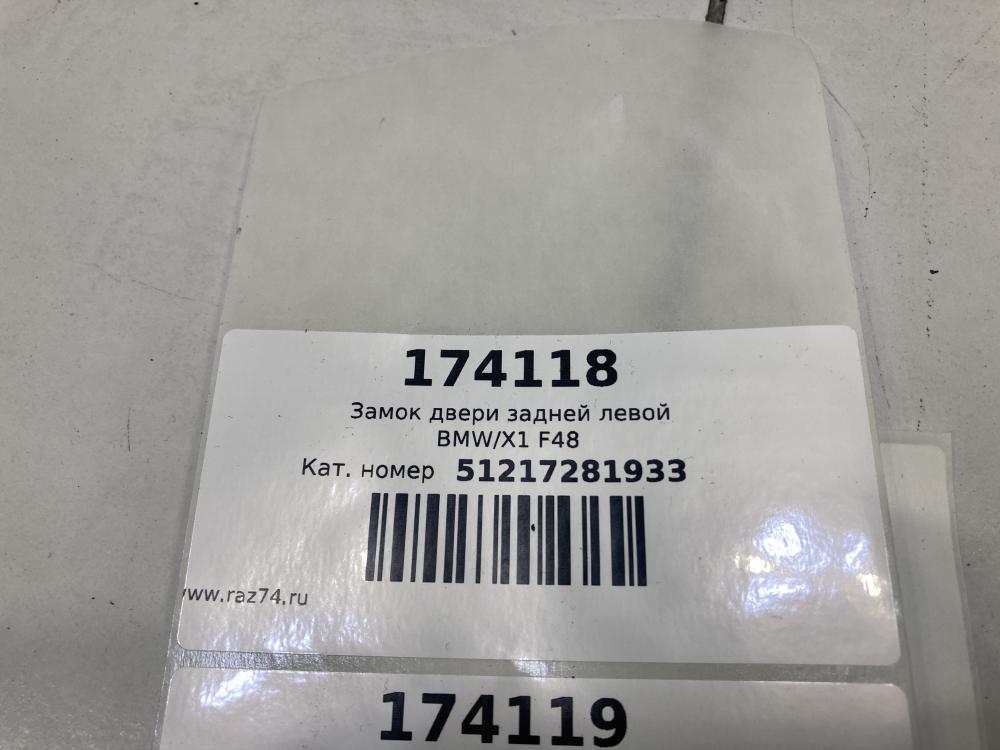 174118
Замок двери задней левой
BMW/X1 F48
Кат. номер 51217281933
www.raz74.ru
174119